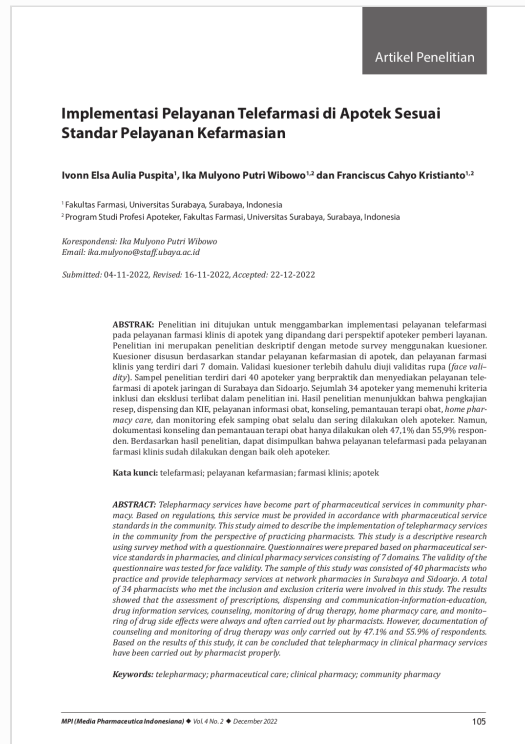 Artikel Penelitian
Implementasi Pelayanan Telefarmasi di Apotek Sesuai
Standar Pelayanan Kefarmasian
Ivonn Elsa Aulia Puspita¹, Ika Mulyono Putri Wibowo¹,² dan Franciscus Cahyo Kristianto¹,²
¹ Fakultas Farmasi, Universitas Surabaya, Surabaya, Indonesia
² Program Studi Profesi Apoteker, Fakultas Farmasi, Universitas Surabaya, Surabaya, Indonesia
Korespondensi: Ika Mulyono Putri Wibowo
Email: ika.mulyono@staff.ubaya.ac.id
Submitted: 04-11-2022, Revised: 16-11-2022, Accepted: 22-12-2022
ABSTRAK: Penelitian ini ditujukan untuk menggambarkan implementasi pelayanan telefarmasi
pada pelayanan farmasi klinis di apotek yang dipandang dari perspektif apoteker pemberi layanan.
Penelitian ini merupakan penelitian deskriptif dengan metode survey menggunakan kuesioner.
Kuesioner disusun berdasarkan standar pelayanan kefarmasian di apotek, dan pelayanan farmasi
klinis yang terdiri dari 7 domain. Validasi kuesioner terlebih dahulu diuji validitas rupa (face vali-
dity). Sampel penelitian terdiri dari 40 apoteker yang berpraktik dan menyediakan pelayanan tele-
farmasi di apotek jaringan di Surabaya dan Sidoarjo. Sejumlah 34 apoteker yang memenuhi kriteria
inklusi dan eksklusi terlibat dalam penelitian ini. Hasil penelitian menunjukkan bahwa pengkajian
resep, dispensing dan KIE, pelayanan informasi obat, konseling, pemantauan terapi obat, home phar-
macy care, dan monitoring efek samping obat selalu dan sering dilakukan oleh apoteker. Namun,
dokumentasi konseling dan pemantauan terapi obat hanya dilakukan oleh 47,1% dan 55,9% respon-
den. Berdasarkan hasil penelitian, dapat disimpulkan bahwa pelayanan telefarmasi pada pelayanan
farmasi klinis sudah dilakukan dengan baik oleh apoteker.
Kata kunci: telefarmasi; pelayanan kefarmasian; farmasi klinis; apotek
ABSTRACT: Telepharmacy services have become part of pharmaceutical services in community phar-
macy. Based on regulations, this service must be provided in accordance with pharmaceutical service
standards in the community. This study aimed to describe the implementation of telepharmacy services
in the community from the perspective of practicing pharmacists. This study is a descriptive research
using survey method with a questionnaire. Questionnaires were prepared based on pharmaceutical ser-
vice standards in pharmacies, and clinical pharmacy services consisting of 7 domains. The validity of the
questionnaire was tested for face validity. The sample of this study was consisted of 40 pharmacists who
practice and provide telepharmacy services at network pharmacies in Surabaya and Sidoarjo. A total
of 34 pharmacists who met the inclusion and exclusion criteria were involved in this study. The results
showed that the assessment of prescriptions, dispensing and communication-information-education,
drug information services, counseling, monitoring of drug therapy, home pharmacy care, and monito-
ring of drug side effects were always and often carried out by pharmacists. However, documentation of
counseling and monitoring of drug therapy was only carried out by 47.1% and 55.9% of respondents.
Based on the results of this study, it can be concluded that telepharmacy in clinical pharmacy services
have been carried out by pharmacist properly.
Keywords: telepharmacy; pharmaceutical care; clinical pharmacy; community pharmacy
MPI (Media Pharmaceutica Indonesiana) ◆ Vol. 4 No. 2 ◆ December 2022 105